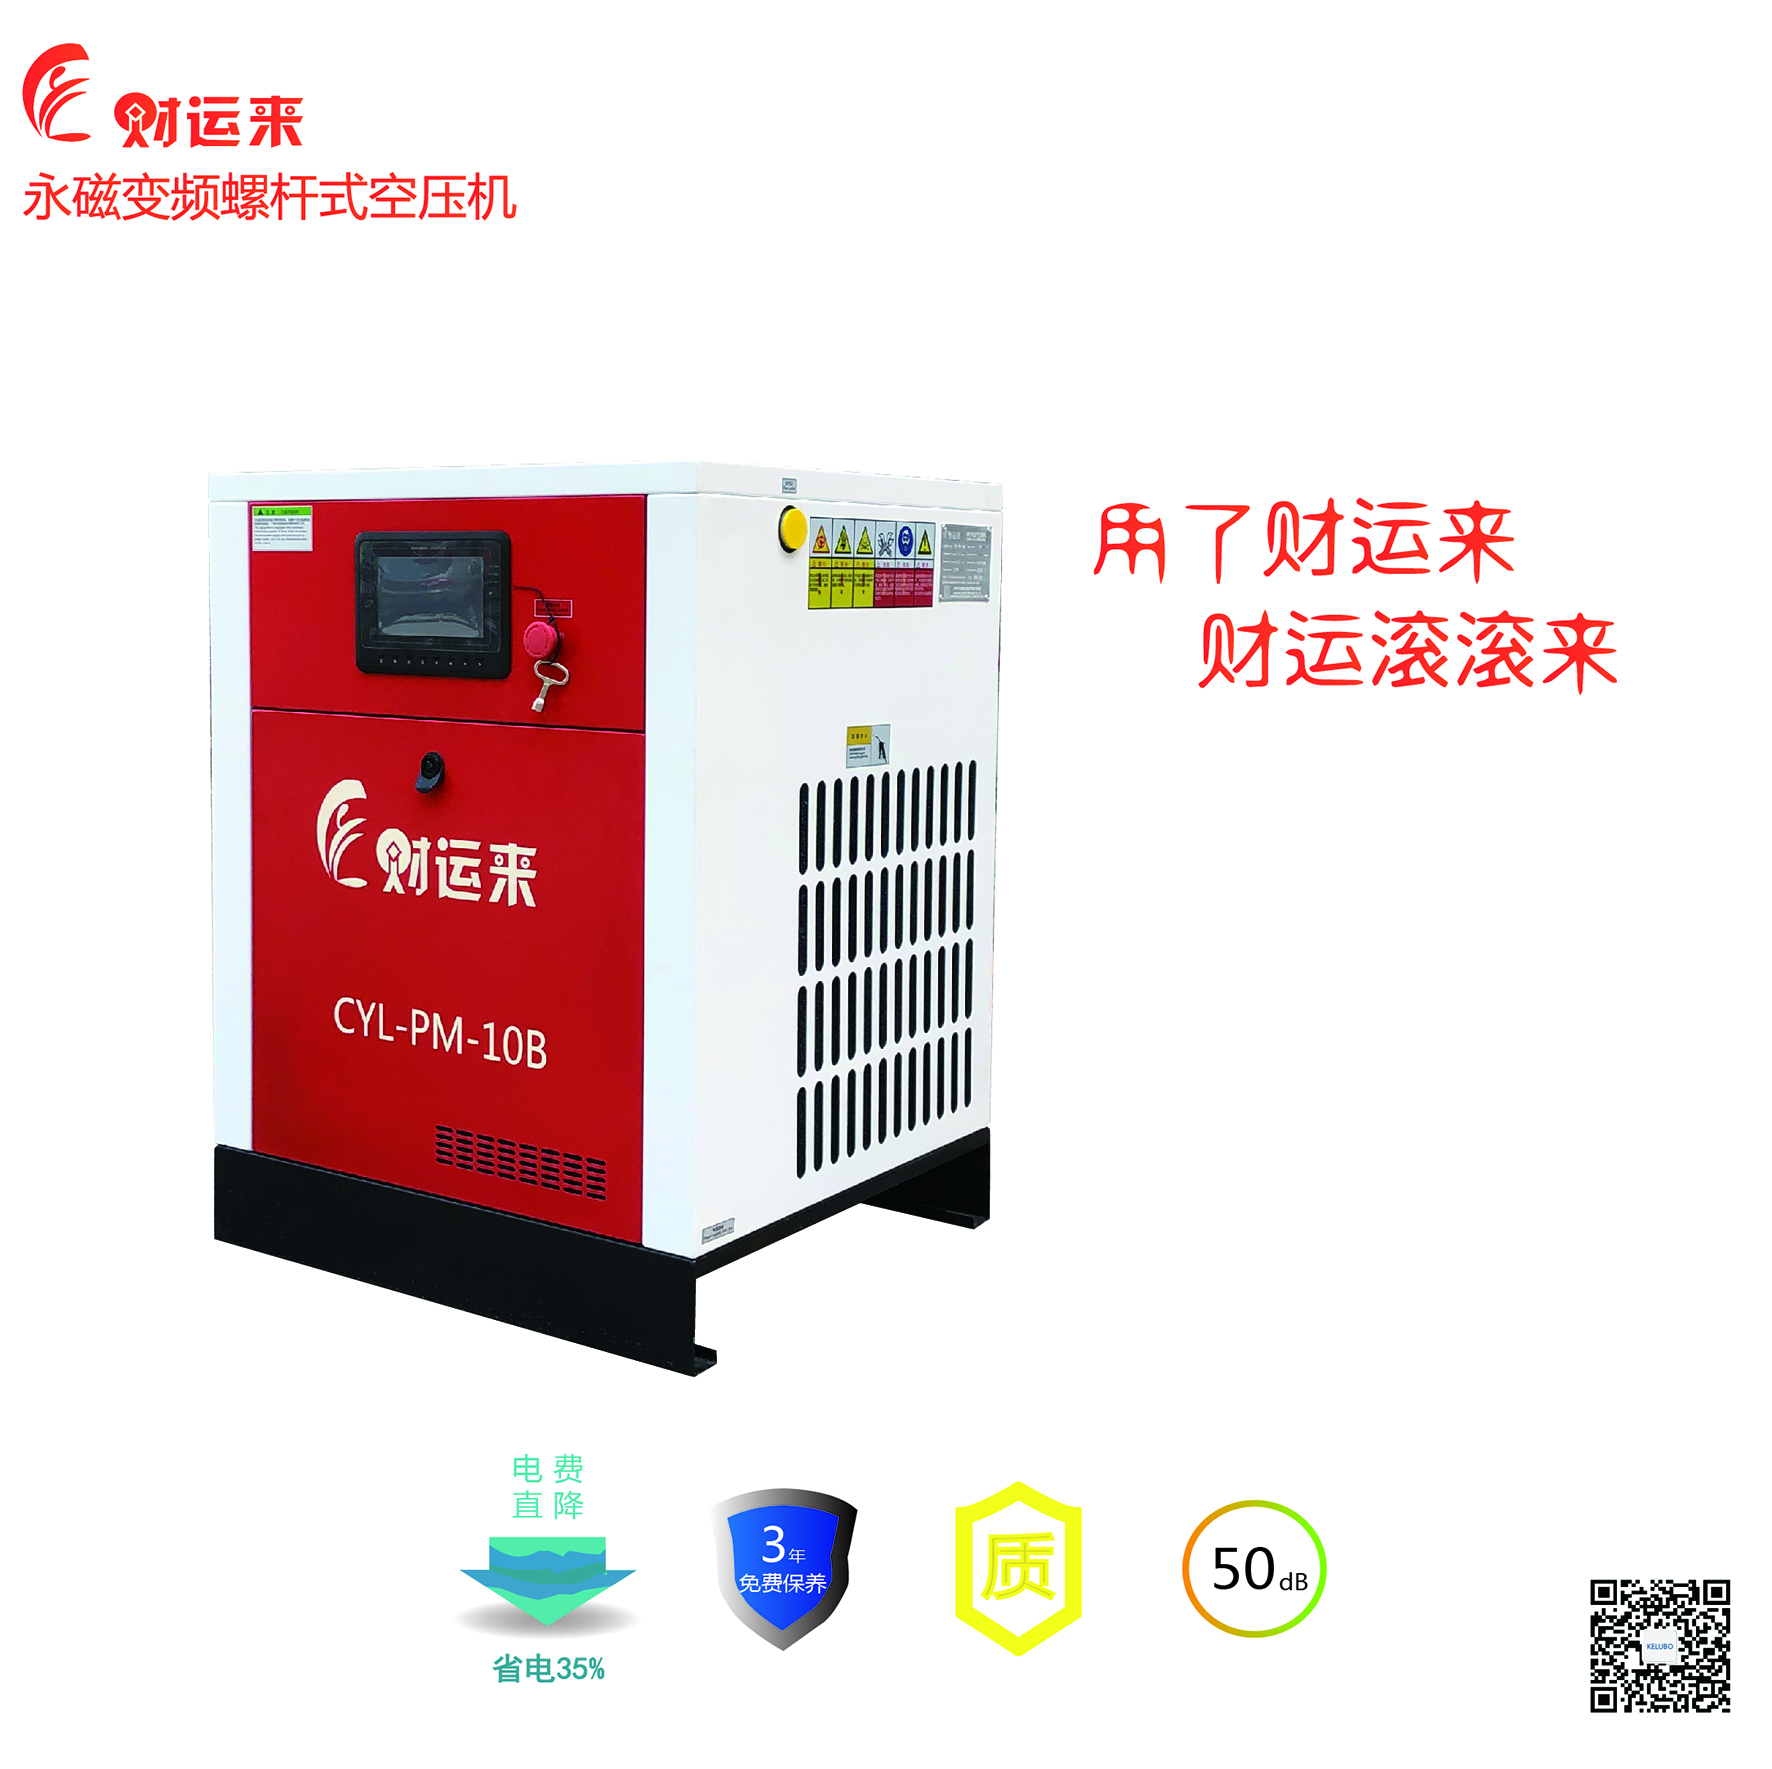 财运来
永磁变频螺杆式空压机
用了财运来
财运滚滚来
财运来
CYL-PM-10B
电费
直降
省电35%
3年
免费保养
质
50dB
KELUBO